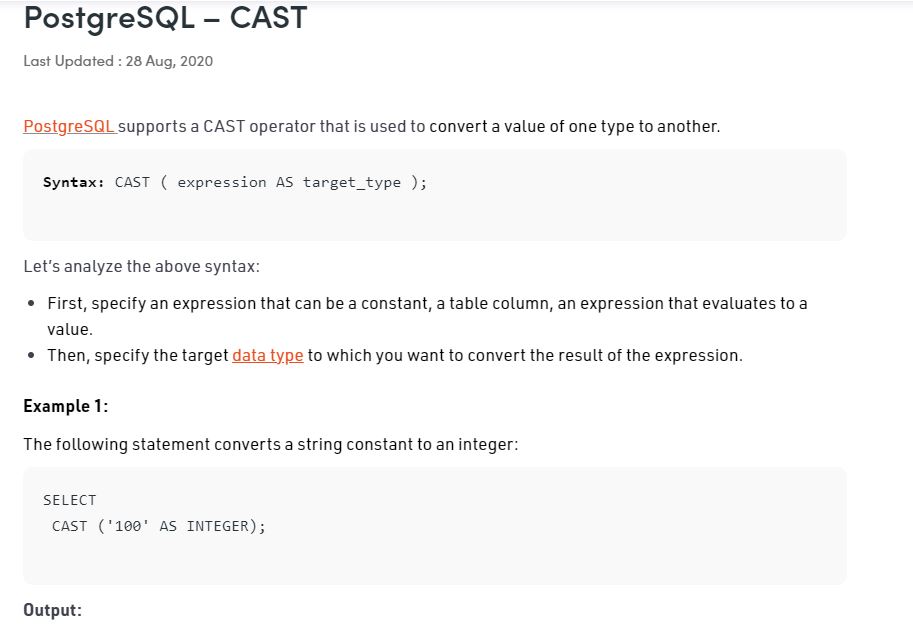 PostgreSQL – CAST
Last Updated : 28 Aug, 2020
PostgreSQL supports a CAST operator that is used to convert a value of one type to another.
Syntax: CAST ( expression AS target_type );
Let’s analyze the above syntax:
• First, specify an expression that can be a constant, a table column, an expression that evaluates to a
value.
• Then, specify the target data type to which you want to convert the result of the expression.
Example 1:
The following statement converts a string constant to an integer:
SELECT
CAST ('100' AS INTEGER);
Output: